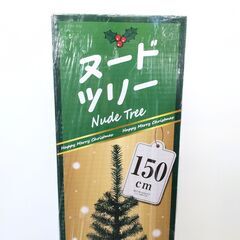 ヌード
ツリー
Nude Tree
Happy Merry Christmas
Happy Merry Christmas
150
cm